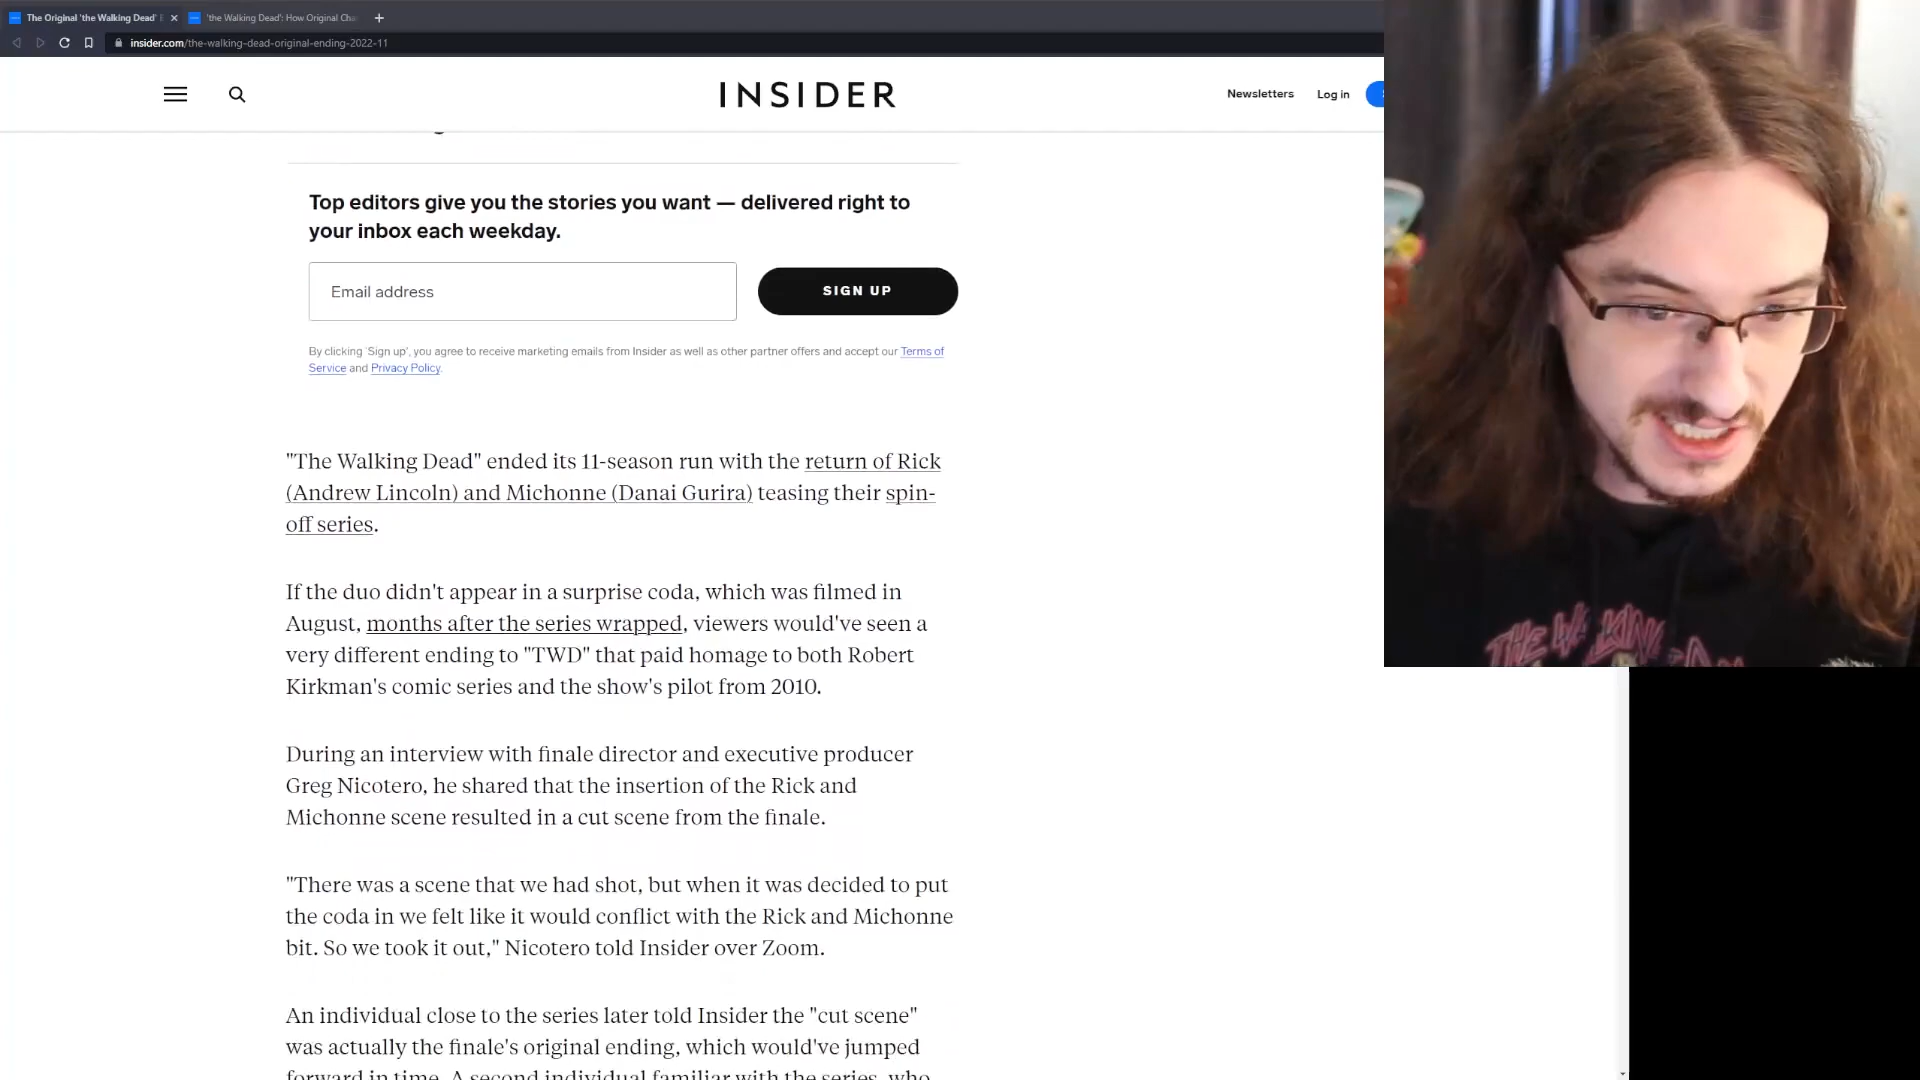 The Original 'the Walking Dead'
'the Walking Dead': How Original Cha
insider.com/the-walking-dead-original-ending-2022-11
INSIDER
Newsletters
Log in
Top editors give you the stories you want — delivered right to
your inbox each weekday.
Email address
SIGN UP
By clicking 'Sign up', you agree to receive marketing emails from Insider as well as other partner offers and accept our Terms of
Service and Privacy Policy.
"The Walking Dead" ended its 11-season run with the return of Rick
(Andrew Lincoln) and Michonne (Danai Gurira) teasing their spin-
off series.
If the duo didn't appear in a surprise coda, which was filmed in
August, months after the series wrapped, viewers would've seen a
very different ending to "TWD" that paid homage to both Robert
Kirkman's comic series and the show's pilot from 2010.
During an interview with finale director and executive producer
Greg Nicotero, he shared that the insertion of the Rick and
Michonne scene resulted in a cut scene from the finale.
"There was a scene that we had shot, but when it was decided to put
the coda in we felt like it would conflict with the Rick and Michonne
bit. So we took it out," Nicotero told Insider over Zoom.
An individual close to the series later told Insider the "cut scene"
was actually the finale's original ending, which would've jumped
forward in time. A second individual familiar with the series, who